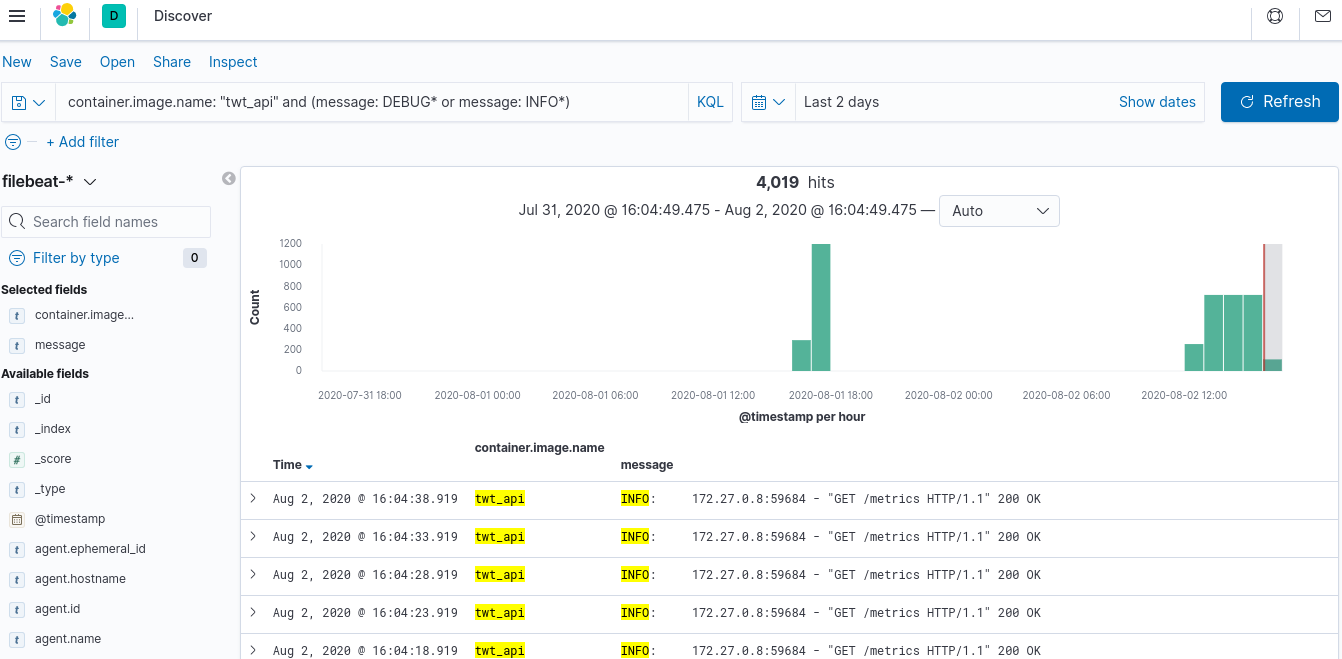 D Discover
New Save Open Share Inspect
container.image.name: "twt_api" and (message: DEBUG* or message: INFO*) KQL Last 2 days Show dates Refresh
+ Add filter
filebeat-*
Search field names
Filter by type 0
Selected fields
t container.image...
t message
Available fields
t _id
t _index
# _score
t _type
@timestamp
t agent.ephemeral_id
t agent.hostname
t agent.id
t agent.name
4,019 hits
Jul 31, 2020 @ 16:04:49.475 - Aug 2, 2020 @ 16:04:49.475 — Auto
Count
1200
1000
800
600
400
200
0
2020-07-31 18:00 2020-08-01 00:00 2020-08-01 06:00 2020-08-01 12:00 2020-08-01 18:00 2020-08-02 00:00 2020-08-02 06:00 2020-08-02 12:00
@timestamp per hour
Time container.image.name message
Aug 2, 2020 @ 16:04:38.919 twt_api INFO: 172.27.0.8:59684 - "GET /metrics HTTP/1.1" 200 OK
Aug 2, 2020 @ 16:04:33.919 twt_api INFO: 172.27.0.8:59684 - "GET /metrics HTTP/1.1" 200 OK
Aug 2, 2020 @ 16:04:28.919 twt_api INFO: 172.27.0.8:59684 - "GET /metrics HTTP/1.1" 200 OK
Aug 2, 2020 @ 16:04:23.919 twt_api INFO: 172.27.0.8:59684 - "GET /metrics HTTP/1.1" 200 OK
Aug 2, 2020 @ 16:04:18.919 twt_api INFO: 172.27.0.8:59684 - "GET /metrics HTTP/1.1" 200 OK